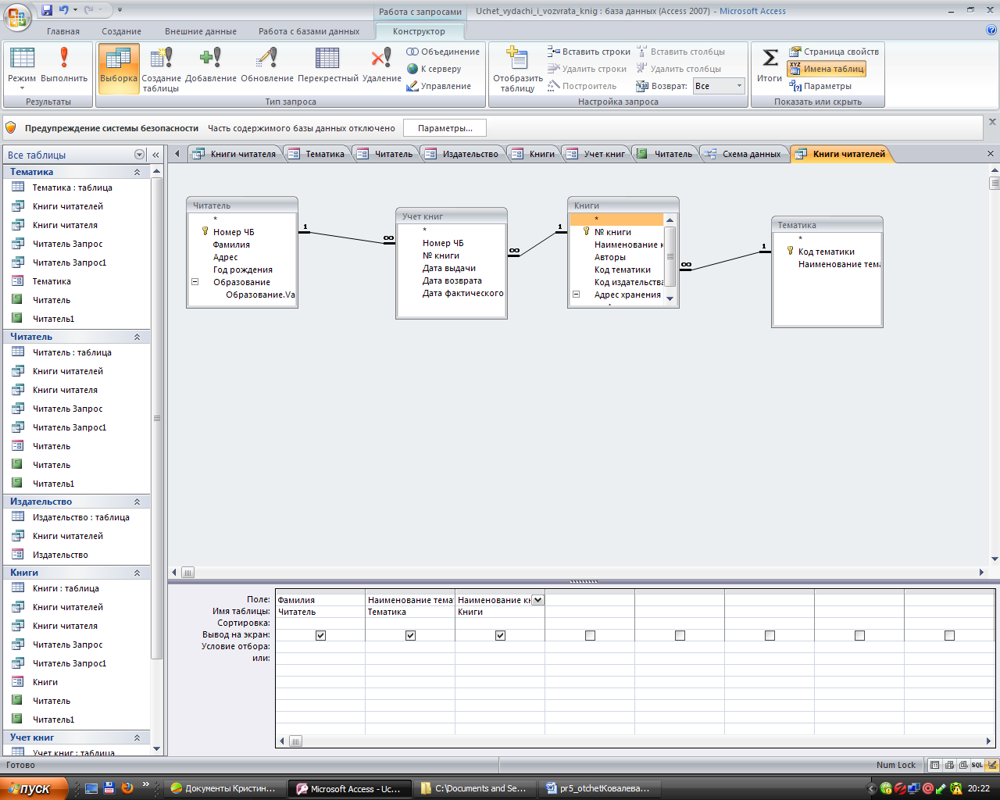 Работа с запросами
Uchet_vydachi_i_vozvrata_knig : база данных (Access 2007) - Microsoft Access
Главная Создание Внешние данные Работа с базами данных Конструктор
Режим Выполнить
Результаты
Выборка Создание таблицы Добавление Обновление Перекрестный Удаление
Объединение
К серверу
Управление
Тип запроса
Отобразить таблицу
Вставить строки
Удалить строки
Построитель
Вставить столбцы
Удалить столбцы
Возврат: Все
Настройка запроса
Итоги
Страница свойств
Имена таблиц
Параметры
Показать или скрыть
Предупреждение системы безопасности Часть содержимого базы данных отключено Параметры...
Все таблицы
Тематика
Тематика : таблица
Книги читателей
Книги читателя
Читатель Запрос
Читатель Запрос1
Тематика
Читатель
Читатель1
Читатель
Читатель : таблица
Книги читателей
Книги читателя
Читатель Запрос
Читатель Запрос1
Читатель
Читатель
Читатель1
Издательство
Издательство : таблица
Книги читателей
Издательство
Книги
Книги : таблица
Книги читателей
Книги читателя
Читатель Запрос
Читатель Запрос1
Книги
Читатель
Читатель1
Учет книг
Учет книг : таблица
Книги читателя Тематика Читатель Издательство Книги Учет книг Читатель Схема данных Книги читателей
Читатель
*
Номер ЧБ
Фамилия
Адрес
Год рождения
Образование
Образование.Va
1 ∞
Учет книг
*
Номер ЧБ
№ книги
Дата выдачи
Дата возврата
Дата фактического
∞ 1
Книги
*
№ книги
Наименование к
Авторы
Код тематики
Код издательства
Адрес хранения
∞ 1
Тематика
*
Код тематики
Наименование тема
Поле: Фамилия Наименование тема Наименование кн
Имя таблицы: Читатель Тематика Книги
Сортировка:
Вывод на экран:
Условие отбора:
или:
Готово Num Lock SQL
пуск Документы Кристин... Microsoft Access - Uc... C:\Documents and Se... pr5_otchetКовалева... 20:22